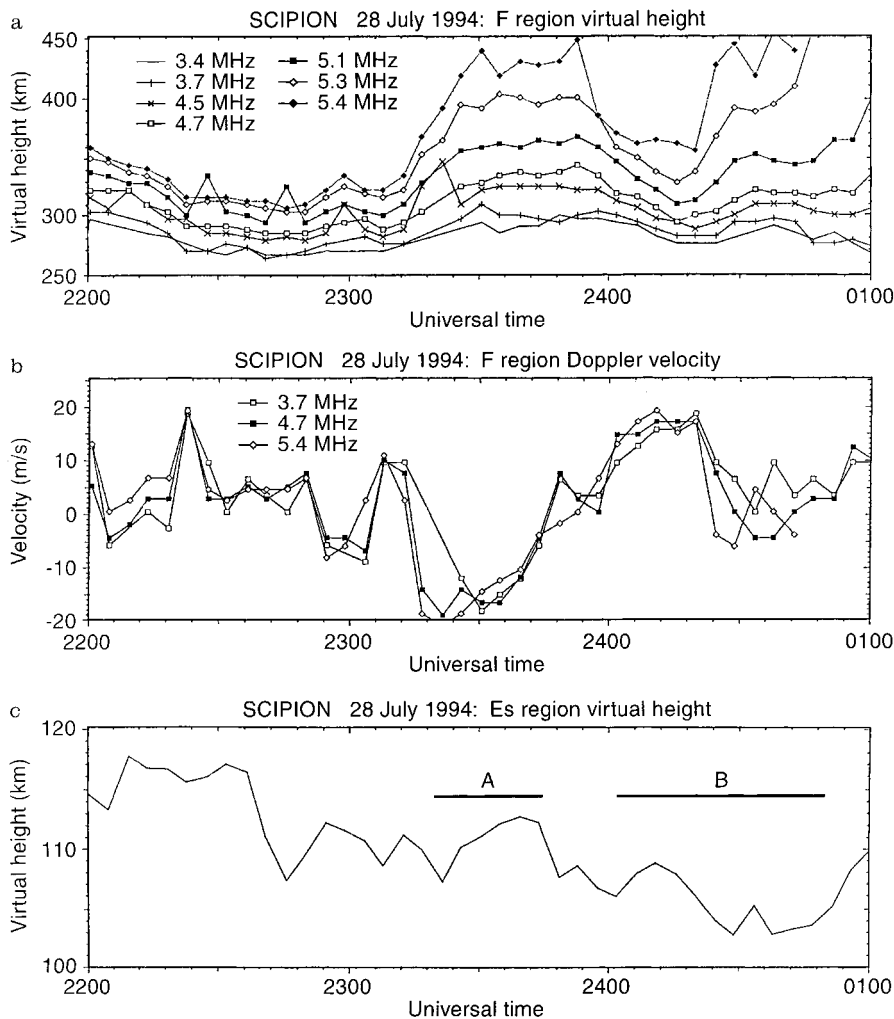 a
SCIPION 28 July 1994: F region virtual height
Virtual height (km)
450
400
300
250
3.4 MHz
3.7 MHz
4.5 MHz
4.7 MHz
5.1 MHz
5.3 MHz
5.4 MHz
2200 2300 2400 0100
Universal time
b
SCIPION 28 July 1994: F region Doppler velocity
Velocity (m/s)
20
10
0
-10
-20
3.7 MHz
4.7 MHz
5.4 MHz
2200 2300 2400 0100
Universal time
c
SCIPION 28 July 1994: Es region virtual height
Virtual height (km)
120
110
100
A
B
2200 2300 2400 0100
Universal time